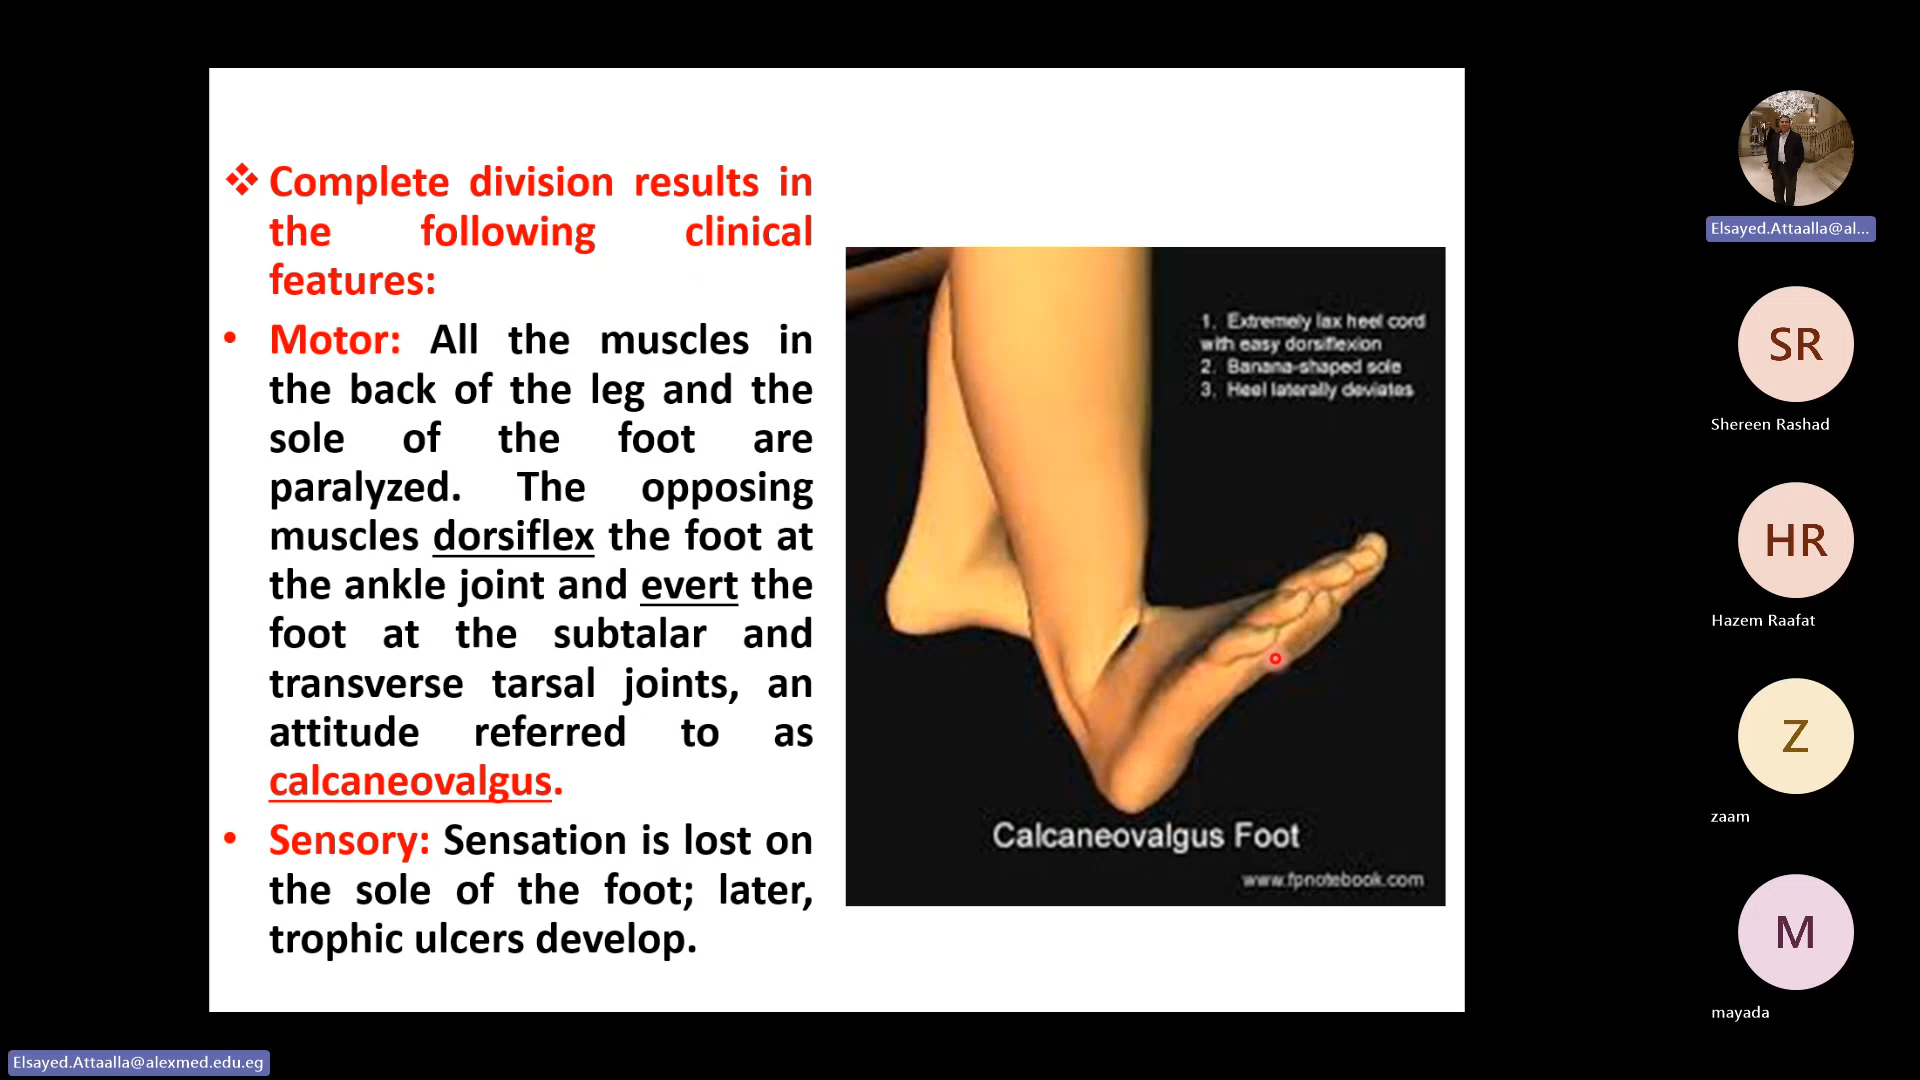 ❖ Complete division results in
the following clinical
features:
• Motor: All the muscles in
the back of the leg and the
sole of the foot are
paralyzed. The opposing
muscles dorsiflex the foot at
the ankle joint and evert the
foot at the subtalar and
transverse tarsal joints, an
attitude referred to as
calcaneovalgus.
• Sensory: Sensation is lost on
the sole of the foot; later,
trophic ulcers develop.
1. Extremely lax heel cord
with easy dorsiflexion
2. Banana-shaped sole
3. Heel laterally deviates
Calcaneovalgus Foot
www.fpnotebook.com
Elsayed.Attaalla@al...
SR
Shereen Rashad
HR
Hazem Raafat
Z
zaam
M
mayada
Elsayed.Attaalla@alexmed.edu.eg